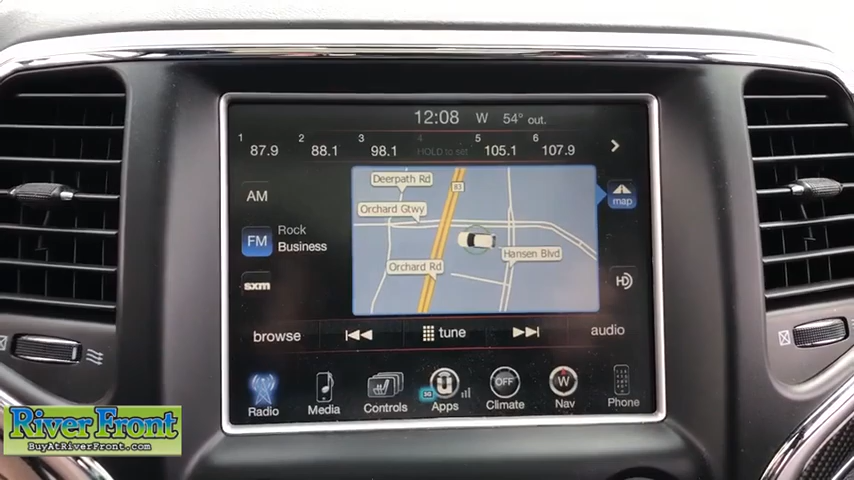 12:08 W 54° out.
1 87.9 2 88.1 3 98.1 4 HOLD to set 5 105.1 6 107.9
Deerpath Rd
83
AM
map
Orchard Gtwy
Rock
FM Business
Hansen Blvd
Orchard Rd
sxm
HD
browse tune audio
3G OFF W
Radio Media Controls Apps Climate Nav Phone
River Front
BuyAtRiverFront.com